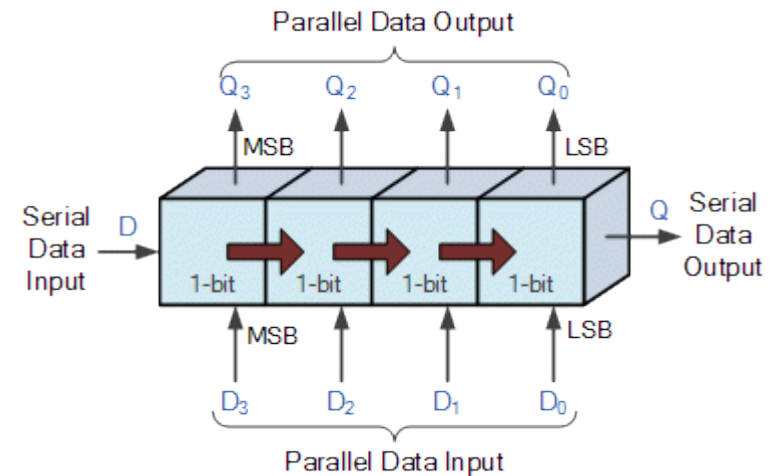 Parallel Data Output
Q₃ Q₂ Q₁ Q₀
MSB LSB
Serial
Data
Input
D
1-bit 1-bit 1-bit 1-bit
Q
Serial
Data
Output
MSB LSB
D₃ D₂ D₁ D₀
Parallel Data Input